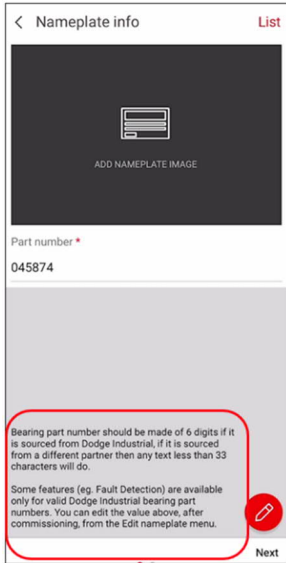 Nameplate info
List
ADD NAMEPLATE IMAGE
Part number *
045874
Bearing part number should be made of 6 digits if it
is sourced from Dodge Industrial, if it is sourced
from a different partner then any text less than 33
characters will do.
Some features (eg. Fault Detection) are available
only for valid Dodge Industrial bearing part
numbers. You can edit the value above, after
commissioning, from the Edit nameplate menu.
Next